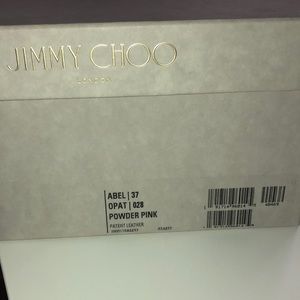 JIMMY CHOO
LONDON
ABEL | 37
OPAT | 028
POWDER PINK
PATENT LEATHER